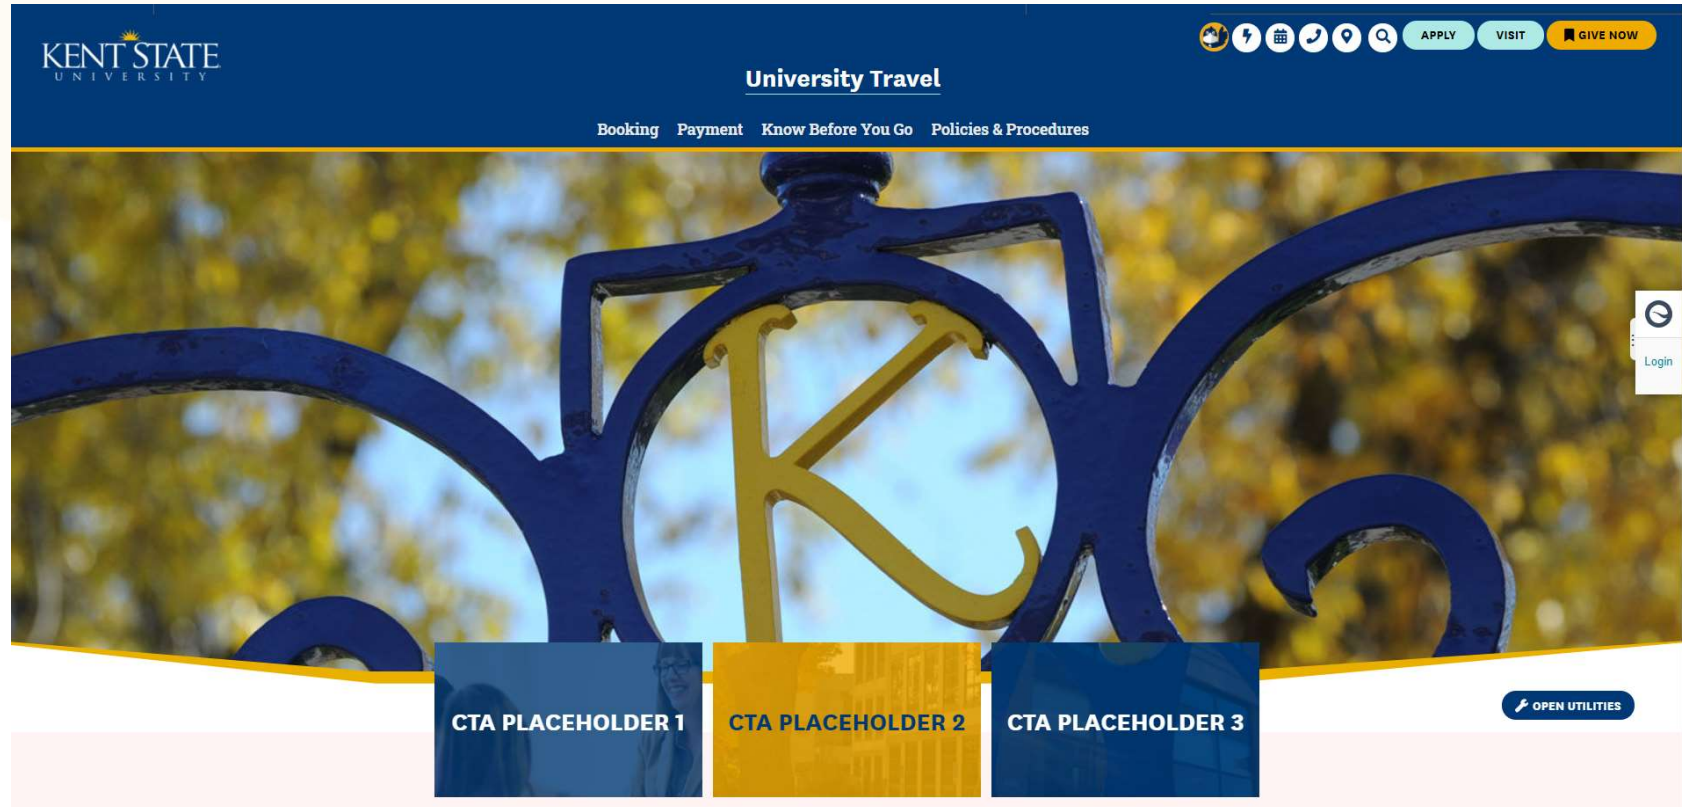 KENT STATE
UNIVERSITY
APPLY
VISIT
GIVE NOW
University Travel
Booking
Payment
Know Before You Go
Policies & Procedures
K
Login
CTA PLACEHOLDER 1
CTA PLACEHOLDER 2
CTA PLACEHOLDER 3
OPEN UTILITIES